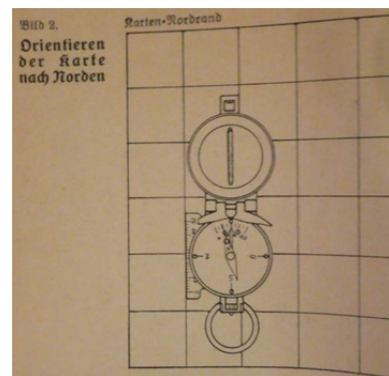 Bild 2.
Orientieren
der Karte
nach Norden
Karten-Nordrand